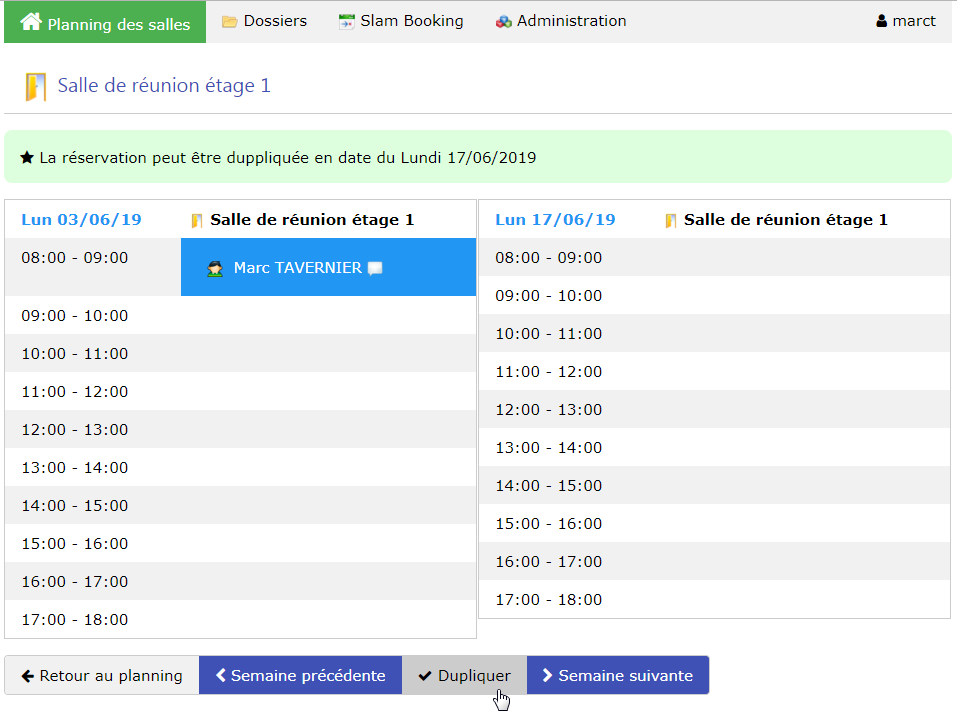 Planning des salles Dossiers Slam Booking Administration marct
Salle de réunion étage 1
La réservation peut être duppliquée en date du Lundi 17/06/2019
Lun 03/06/19 Salle de réunion étage 1
08:00 - 09:00 Marc TAVERNIER
09:00 - 10:00
10:00 - 11:00
11:00 - 12:00
12:00 - 13:00
13:00 - 14:00
14:00 - 15:00
15:00 - 16:00
16:00 - 17:00
17:00 - 18:00
Lun 17/06/19 Salle de réunion étage 1
08:00 - 09:00
09:00 - 10:00
10:00 - 11:00
11:00 - 12:00
12:00 - 13:00
13:00 - 14:00
14:00 - 15:00
15:00 - 16:00
16:00 - 17:00
17:00 - 18:00
Retour au planning Semaine précédente Dupliquer Semaine suivante